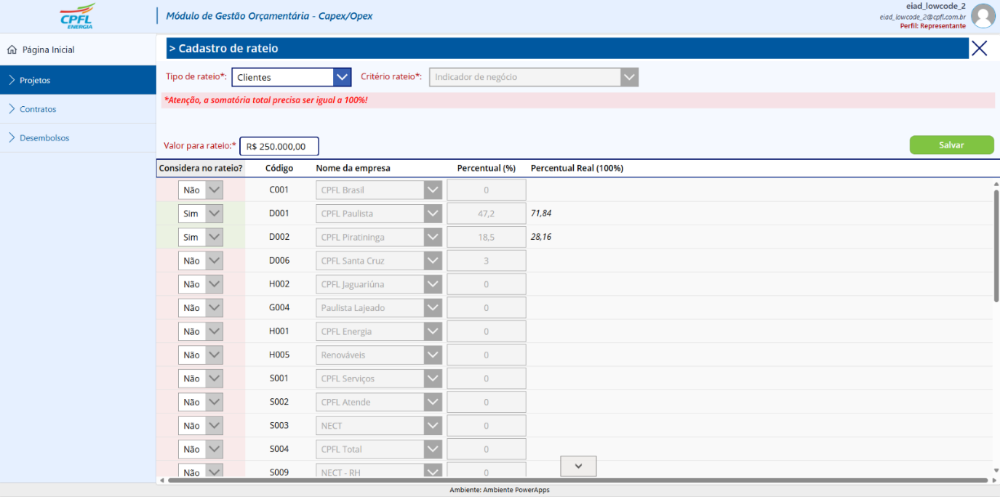 CPFL
ENERGIA
Módulo de Gestão Orçamentária - Capex/Opex
eiad_lowcode_2
eiad_lowcode_2@cpfl.com.br
Perfil: Representante
Página Inicial
Projetos
Contratos
Desembolsos
> Cadastro de rateio
Tipo de rateio*: Clientes Critério rateio*: Indicador de negócio
*Atenção, a somatória total precisa ser igual a 100%!
Valor para rateio:* R$ 250.000,00 Salvar
Considera no rateio? Código Nome da empresa Percentual (%) Percentual Real (100%)
Não C001 CPFL Brasil 0
Sim D001 CPFL Paulista 47,2 71,84
Sim D002 CPFL Piratininga 18,5 28,16
Não D006 CPFL Santa Cruz 3
Não H002 CPFL Jaguariúna 0
Não G004 Paulista Lajeado 0
Não H001 CPFL Energia 0
Não H005 Renováveis 0
Não S001 CPFL Serviços 0
Não S002 CPFL Atende 0
Não S003 NECT 0
Não S004 CPFL Total 0
Não S009 NECT - RH 0
Ambiente: Ambiente PowerApps